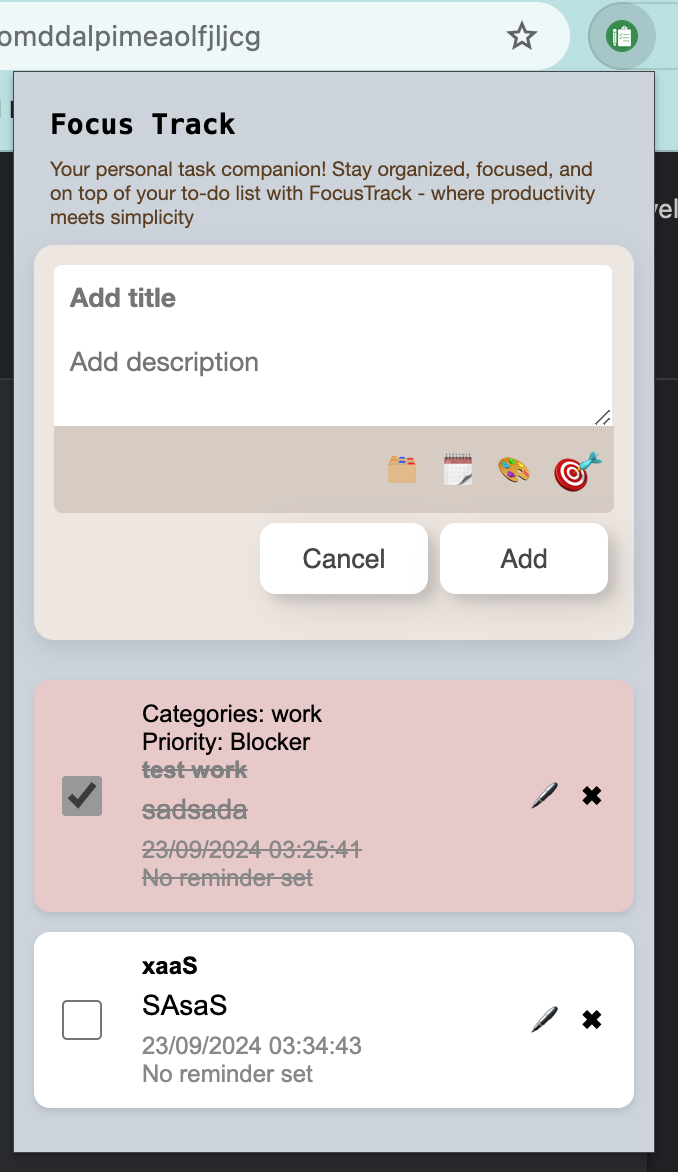 omddalpimeaolfjljcg
Focus Track
Your personal task companion! Stay organized, focused, and
on top of your to-do list with FocusTrack - where productivity
meets simplicity
Add title
Add description
Cancel
Add
Categories: work
Priority: Blocker
test work
sadsada
23/09/2024 03:25:41
No reminder set
xaaS
SAsaS
23/09/2024 03:34:43
No reminder set